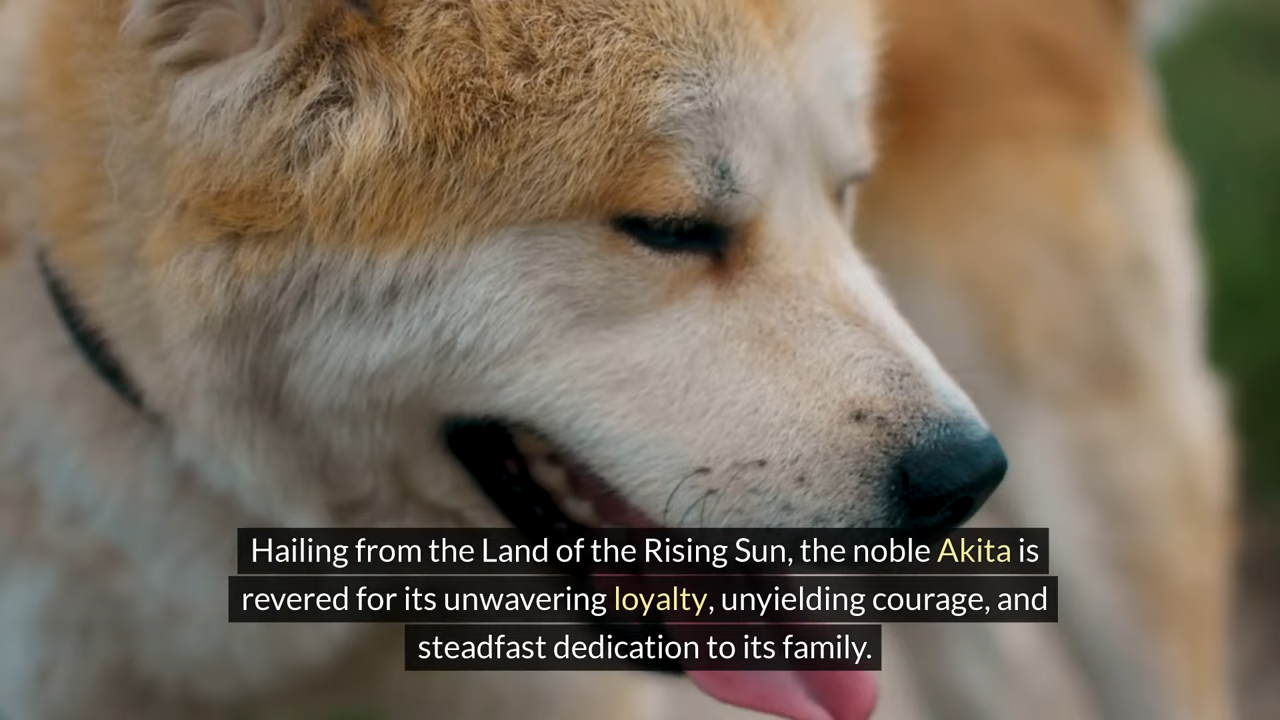 Hailing from the Land of the Rising Sun, the noble Akita is
revered for its unwavering loyalty, unyielding courage, and
steadfast dedication to its family.